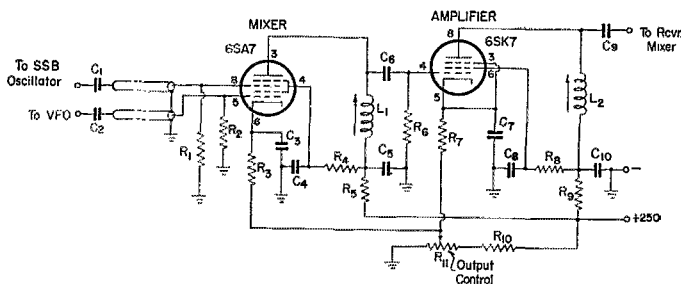 MIXER
AMPLIFIER
6SA7
6SK7
To SSB
Oscillator
To VFO
To Rcvr.
Mixer
Output
Control
+250
C1
C2
C3
C4
C5
C6
C7
C8
C9
C10
R1
R2
R3
R4
R5
R6
R7
R8
R9
R10
R11
L1
L2
3
8
4
5
6
8
3
6
4
5